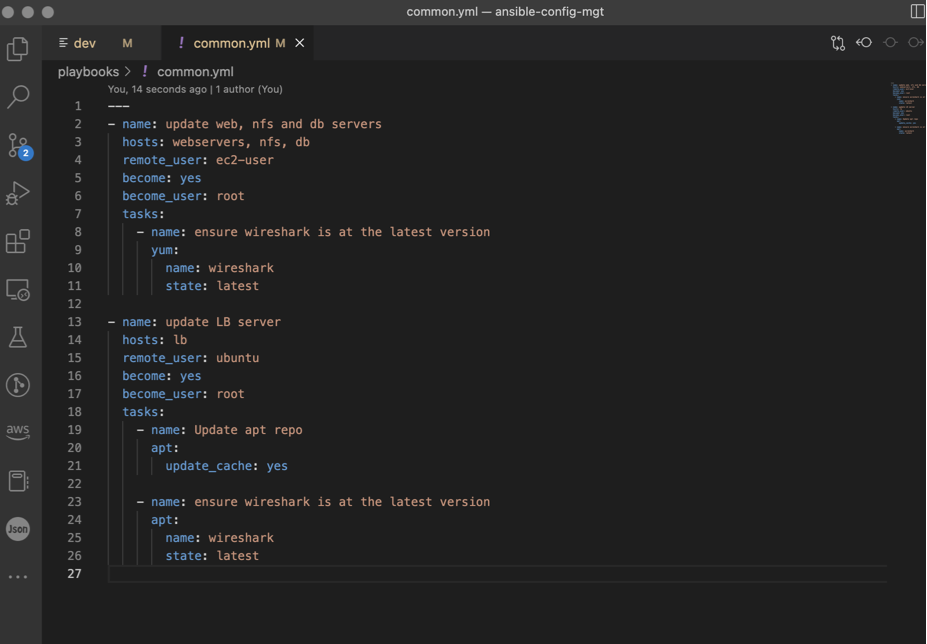 common.yml — ansible-config-mgt
dev M
! common.yml M
playbooks > ! common.yml
You, 14 seconds ago | 1 author (You)
1 ---
2 - name: update web, nfs and db servers
3 hosts: webservers, nfs, db
4 remote_user: ec2-user
5 become: yes
6 become_user: root
7 tasks:
8 - name: ensure wireshark is at the latest version
9 yum:
10 name: wireshark
11 state: latest
12
13 - name: update LB server
14 hosts: lb
15 remote_user: ubuntu
16 become: yes
17 become_user: root
18 tasks:
19 - name: Update apt repo
20 apt:
21 update_cache: yes
22
23 - name: ensure wireshark is at the latest version
24 apt:
25 name: wireshark
26 state: latest
27
2
aws
Json